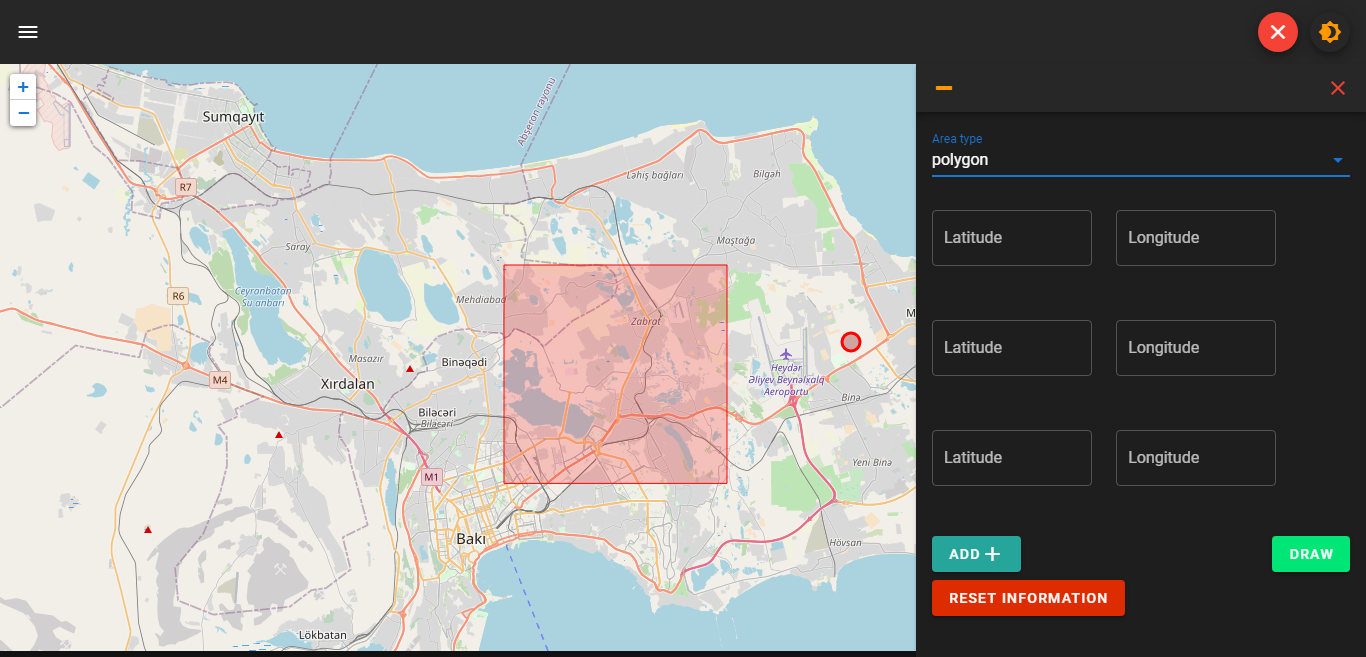 +
−
Sumqayıt
Abşeron rayonu
R7
Ləhiş bağları
Bilgəh
Saray
Maştağa
Ceyranbatan
Su anbarı
R6
Mehdiabad
Zabrat
M
Masazır
Binəqədi
Heydər
Əliyev Beynəlxalq
Aeroportu
M4
Xırdalan
Binə
Biləcəri
Biləcəri
Yeni Bina
M1
Bakı
Hövsan
Lökbatan
Area type
polygon
Latitude Longitude
Latitude Longitude
Latitude Longitude
ADD +
DRAW
RESET INFORMATION